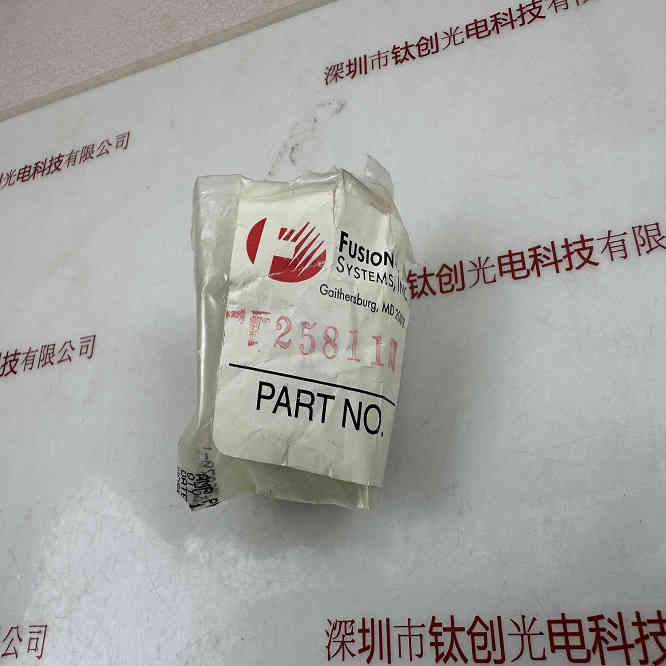 深圳市钛创光电科技有
光电科技有限公司
FUSION
SYSTEMS, INC
Gaithersburg, MD
钛创光电科技有限
T25811
PART NO.
技有限公司
DATE
公司
深圳市钛创光电科技